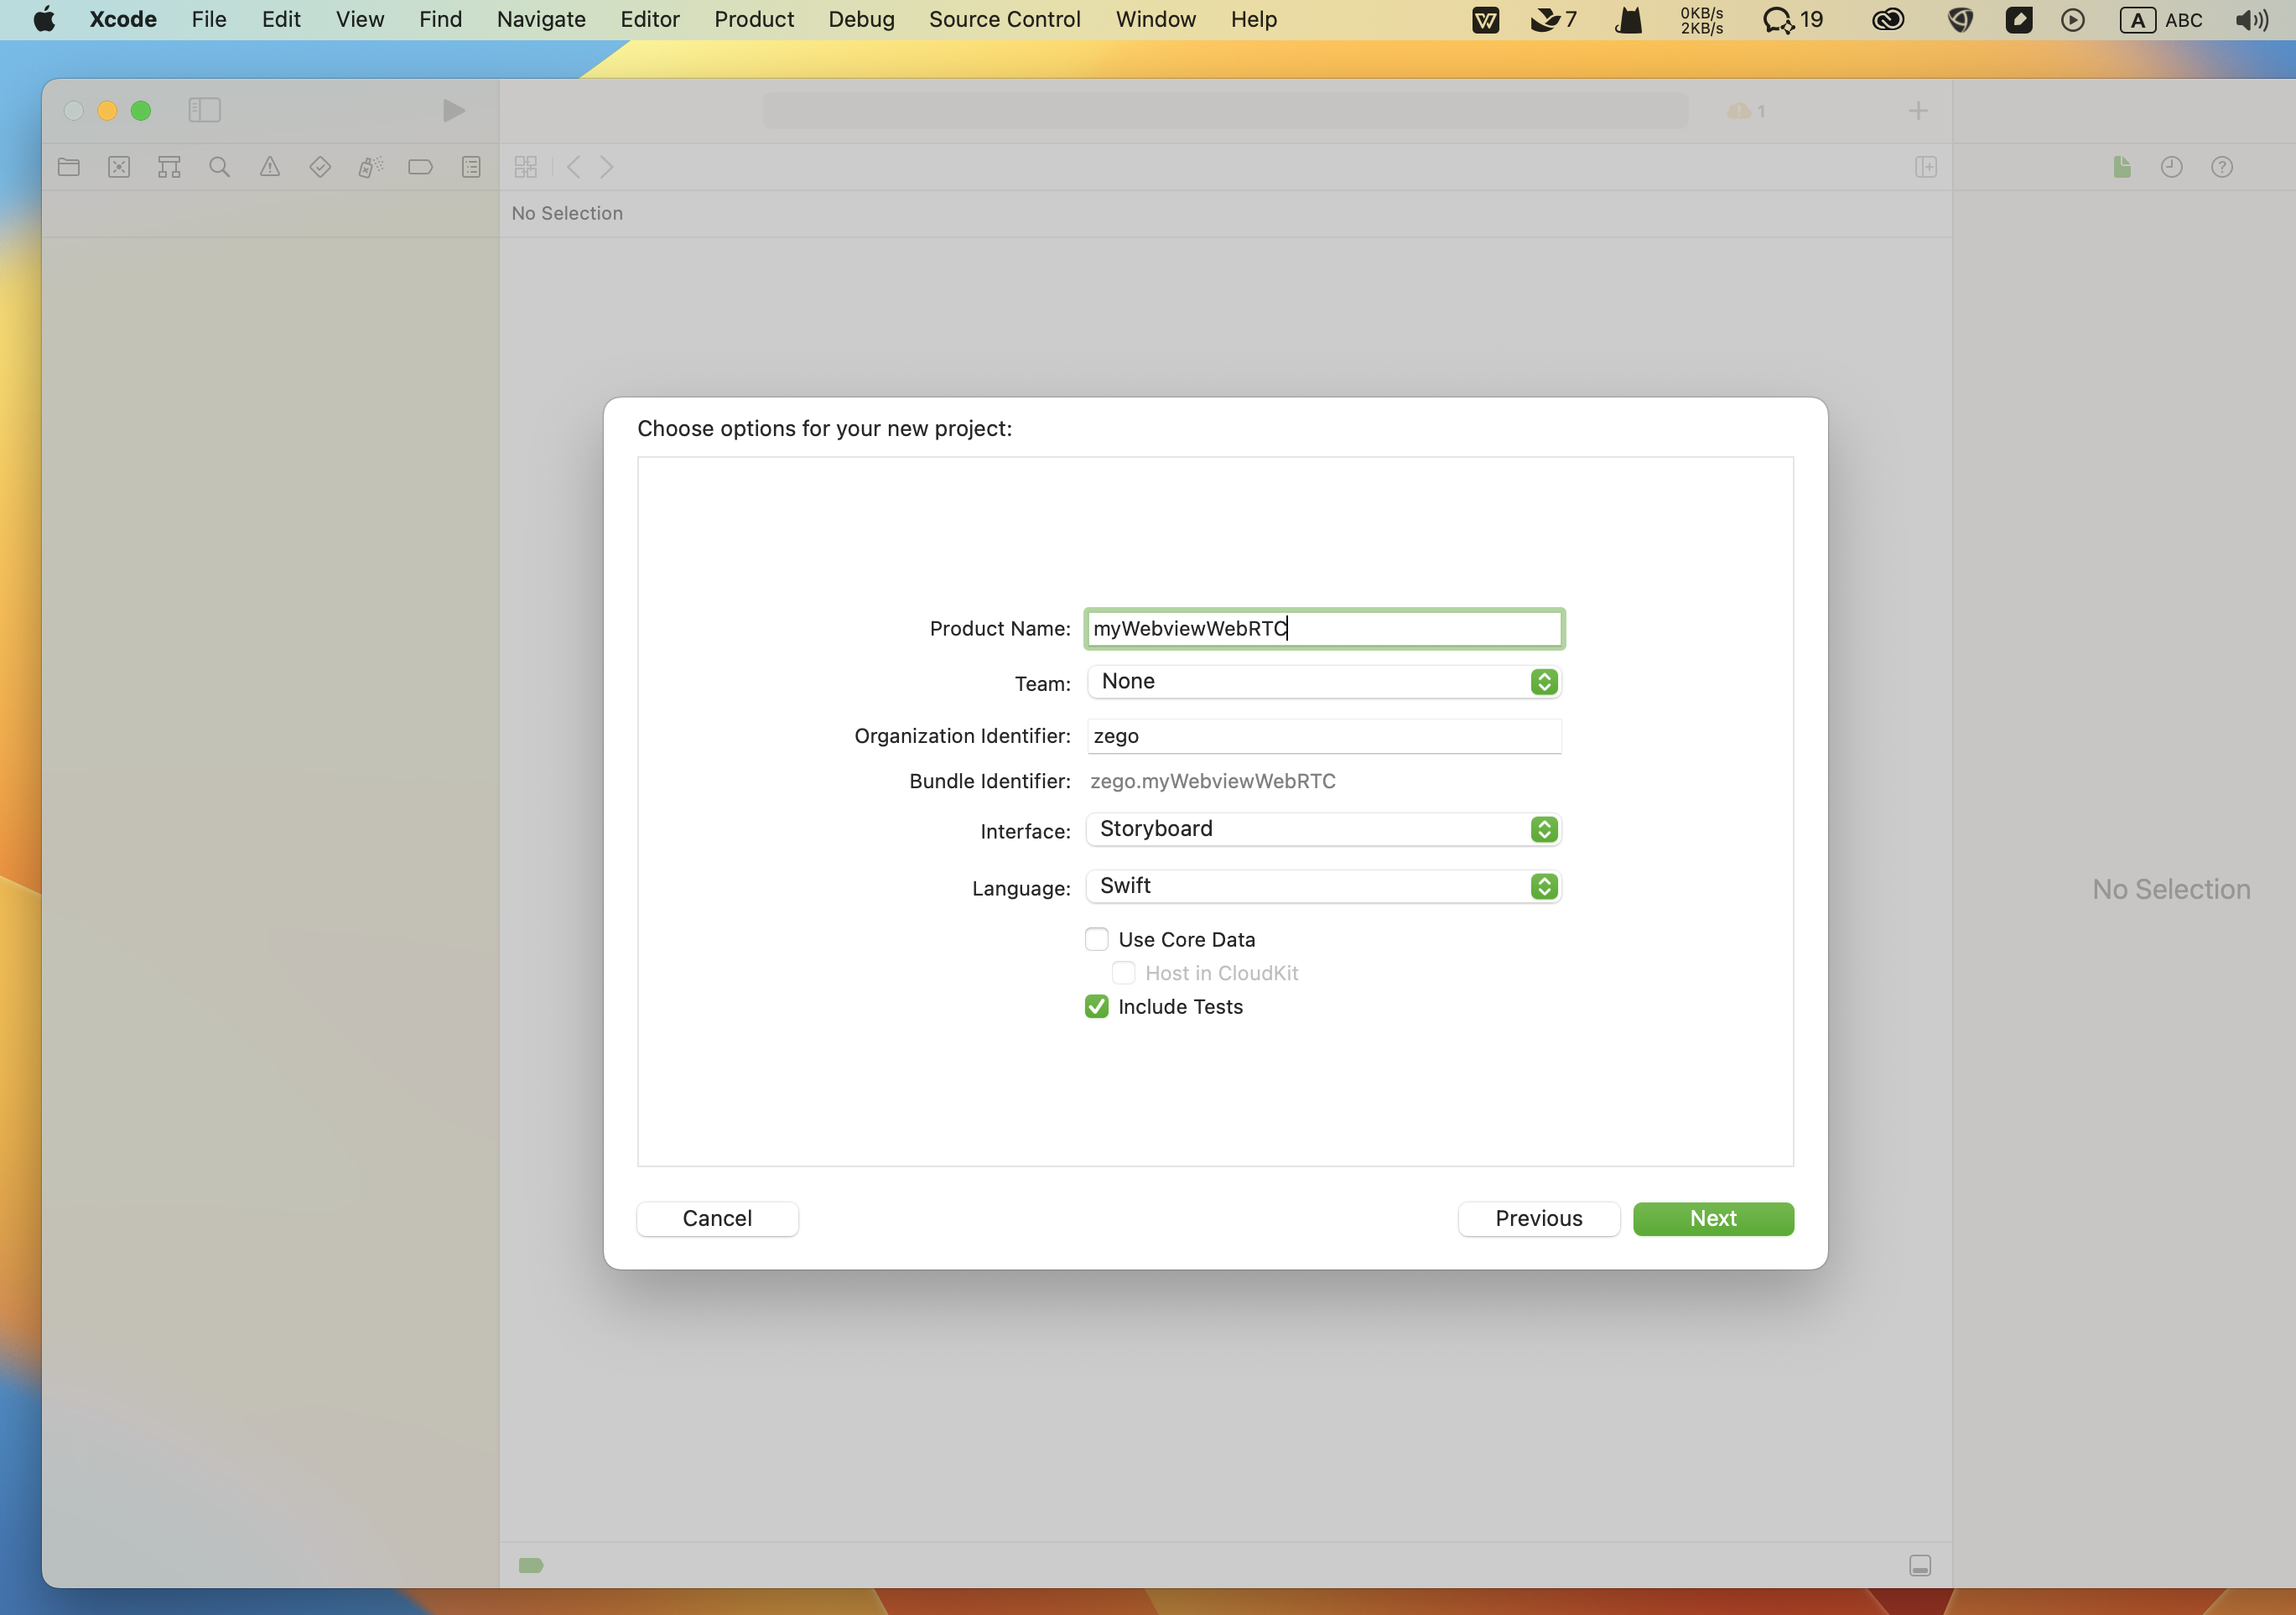 Xcode File Edit View Find Navigate Editor Product Debug Source Control Window Help 7 0KB/s 2KB/s 19 A ABC
1
No Selection
Choose options for your new project:
Product Name: myWebviewWebRTC
Team: None
Organization Identifier: zego
Bundle Identifier: zego.myWebviewWebRTC
Interface: Storyboard
Language: Swift
No Selection
Use Core Data
Host in CloudKit
Include Tests
Cancel Previous Next